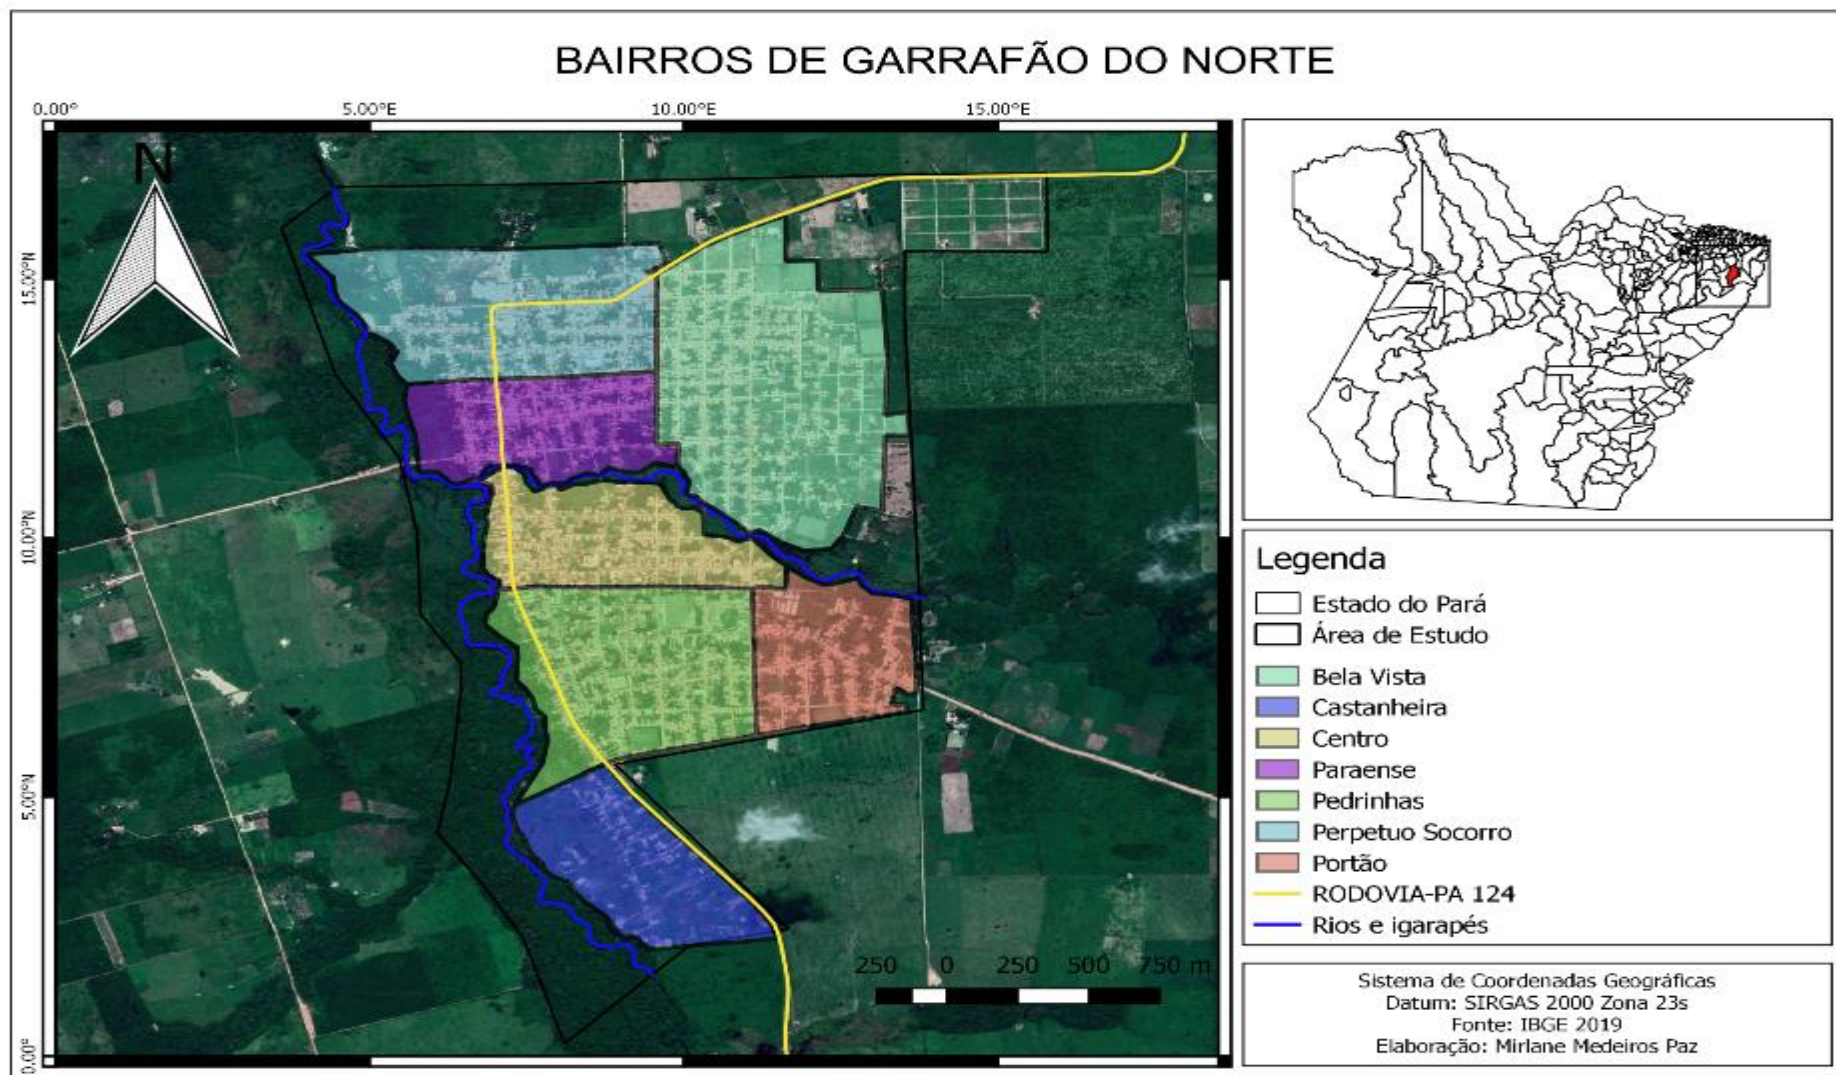 BAIRROS DE GARRAFÃO DO NORTE
0.00° 5.00°E 10.00°E 15.00°E
N
15.00°N
10.00°N
5.00°N
0.00°
250 0 250 500 750 m
Legenda
Estado do Pará
Área de Estudo
Bela Vista
Castanheira
Centro
Paraense
Pedrinhas
Perpetuo Socorro
Portão
RODOVIA-PA 124
Rios e igarapés
Sistema de Coordenadas Geográficas
Datum: SIRGAS 2000 Zona 23s
Fonte: IBGE 2019
Elaboração: Mirlane Medeiros Paz